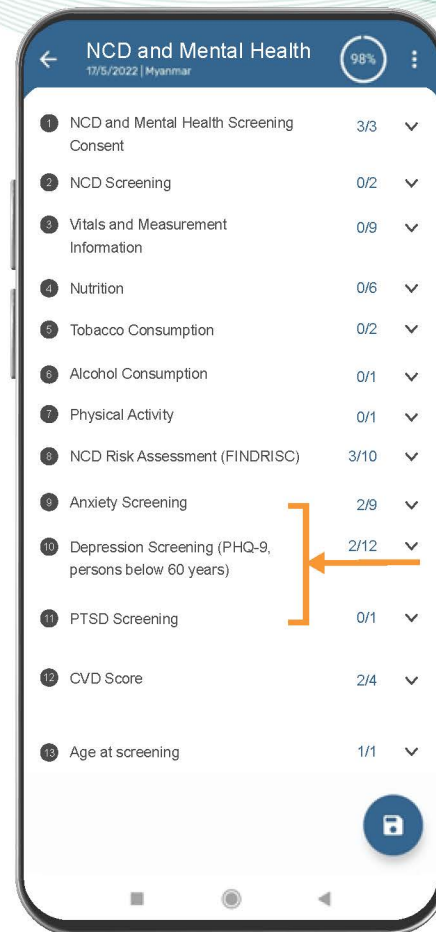 NCD and Mental Health
98%
17/5/2022 | Myanmar
1 NCD and Mental Health Screening 3/3
Consent
2 NCD Screening 0/2
3 Vitals and Measurement 0/9
Information
4 Nutrition 0/6
5 Tobacco Consumption 0/2
6 Alcohol Consumption 0/1
7 Physical Activity 0/1
8 NCD Risk Assessment (FINDRISC) 3/10
9 Anxiety Screening 2/9
10 Depression Screening (PHQ-9, 2/12
persons below 60 years)
11 PTSD Screening 0/1
12 CVD Score 2/4
13 Age at screening 1/1